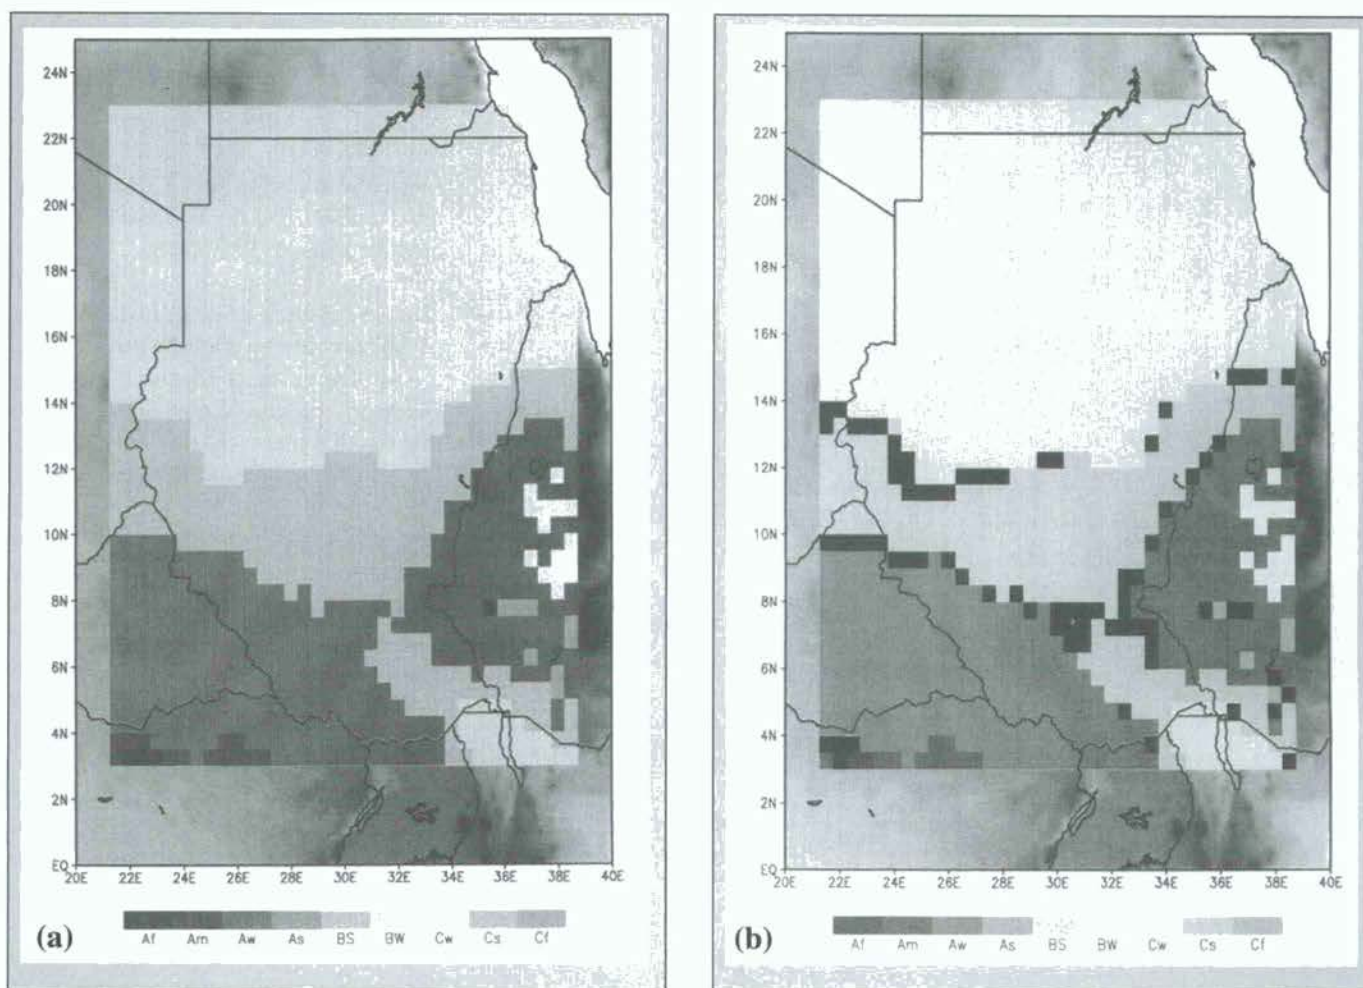 24N
22N
20N
18N
16N
14N
12N
10N
8N
6N
4N
2N
EQ
20E 22E 24E 26E 28E 30E 32E 34E 36E 38E 40E
(a)
Af Am Aw As BS BW Cw Cs Cf
24N
22N
20N
18N
16N
14N
12N
10N
8N
6N
4N
2N
EQ
20E 22E 24E 26E 28E 30E 32E 34E 36E 38E 40E
(b)
Af Am Aw As BS BW Cw Cs Cf